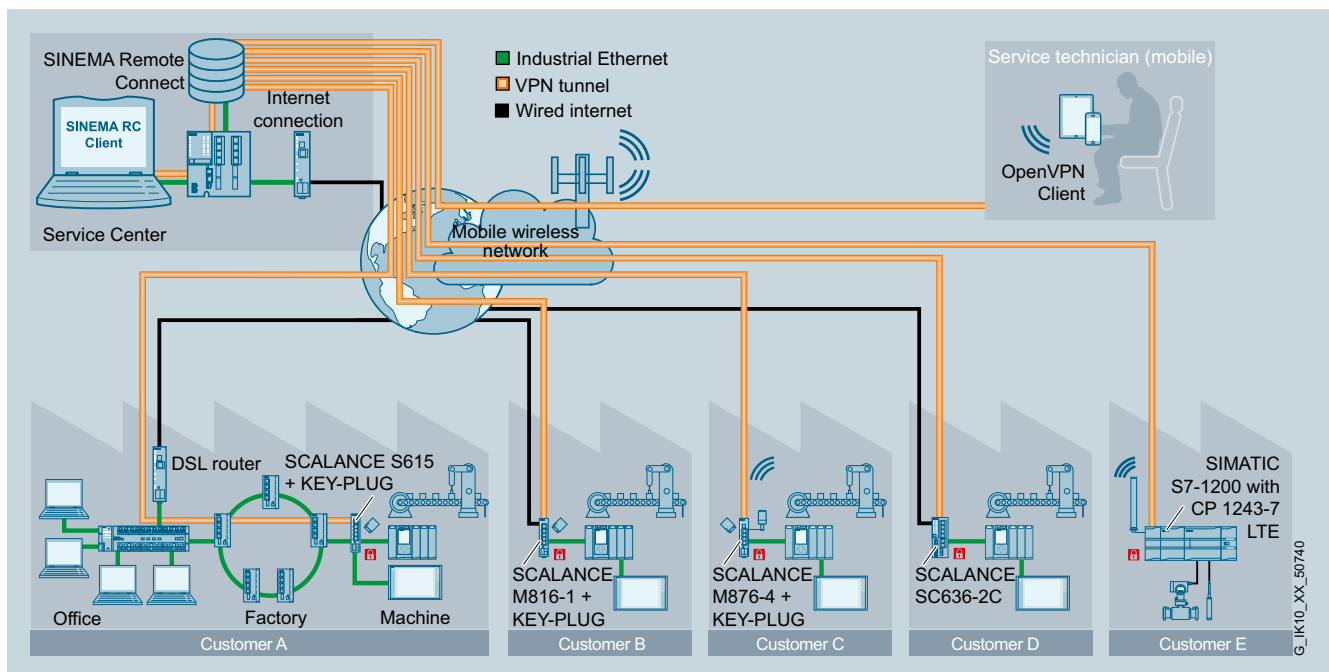 SINEMA Remote
Connect
Internet
connection
SINEMA RC
Client
Service Center
Industrial Ethernet
VPN tunnel
Wired internet
Service technician (mobile)
OpenVPN
Client
Mobile wireless
network
DSL router
SCALANCE S615
+ KEY-PLUG
Office
Factory
Machine
Customer A
SCALANCE
M816-1 +
KEY-PLUG
Customer B
SCALANCE
M876-4 +
KEY-PLUG
Customer C
SCALANCE
SC636-2C
Customer D
SIMATIC
S7-1200 with
CP 1243-7
LTE
Customer E
G_IK10_XX_50740